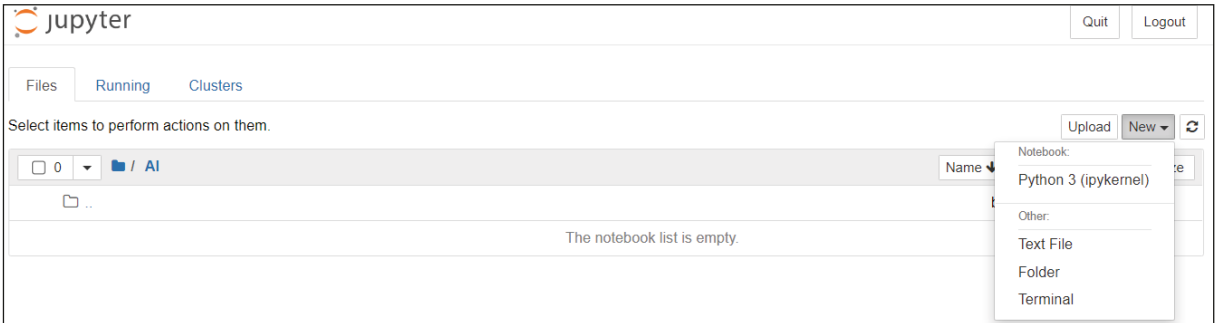 jupyter
Quit Logout
Files Running Clusters
Select items to perform actions on them.
Upload New
0 / AI
Name
Notebook:
Python 3 (ipykernel)
..
Other:
The notebook list is empty.
Text File
Folder
Terminal